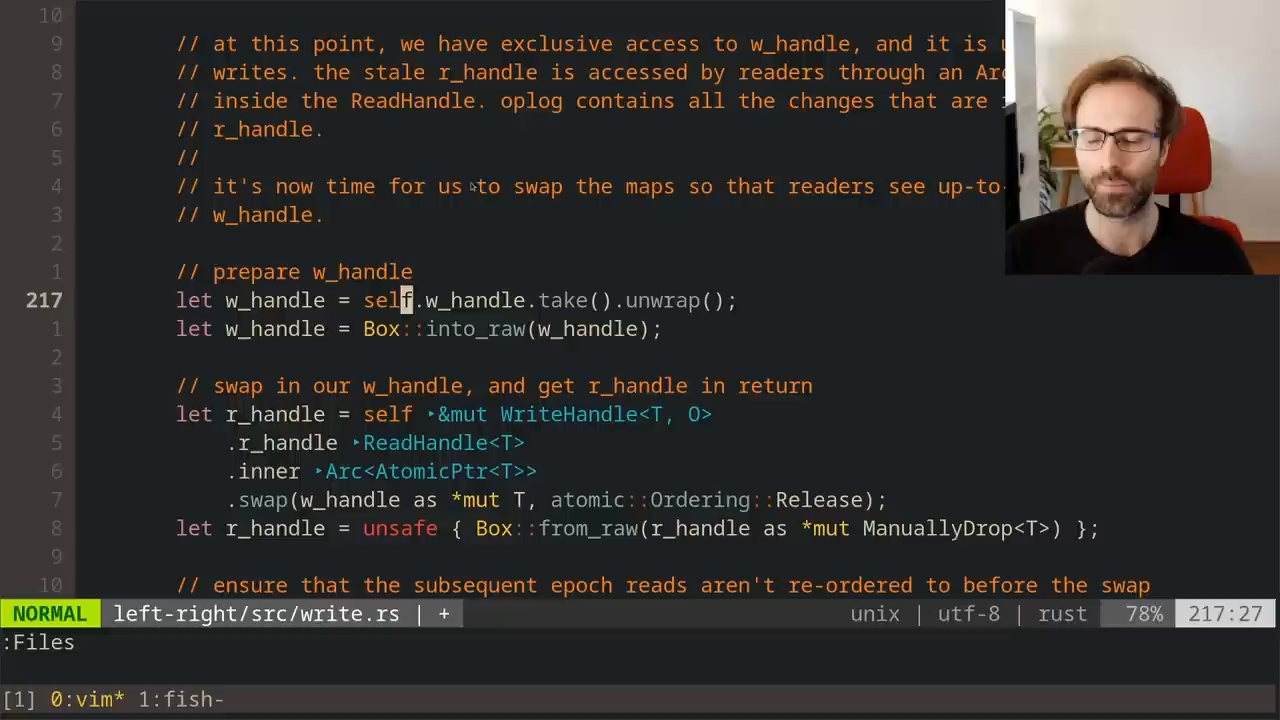 10
9 // at this point, we have exclusive access to w_handle, and it is
8 // writes. the stale r_handle is accessed by readers through an Arc
7 // inside the ReadHandle. oplog contains all the changes that are
6 // r_handle.
5 //
4 // it's now time for us to swap the maps so that readers see up-to-
3 // w_handle.
2
1 // prepare w_handle
217 let w_handle = self.w_handle.take().unwrap();
1 let w_handle = Box::into_raw(w_handle);
2
3 // swap in our w_handle, and get r_handle in return
4 let r_handle = self ‣&mut WriteHandle<T, O>
5 .r_handle ‣ReadHandle<T>
6 .inner ‣Arc<AtomicPtr<T>>
7 .swap(w_handle as *mut T, atomic::Ordering::Release);
8 let r_handle = unsafe { Box::from_raw(r_handle as *mut ManuallyDrop<T>) };
9
10 // ensure that the subsequent epoch reads aren't re-ordered to before the swap
NORMAL left-right/src/write.rs | + unix | utf-8 | rust 78% 217:27
:Files
[1] 0:vim* 1:fish-